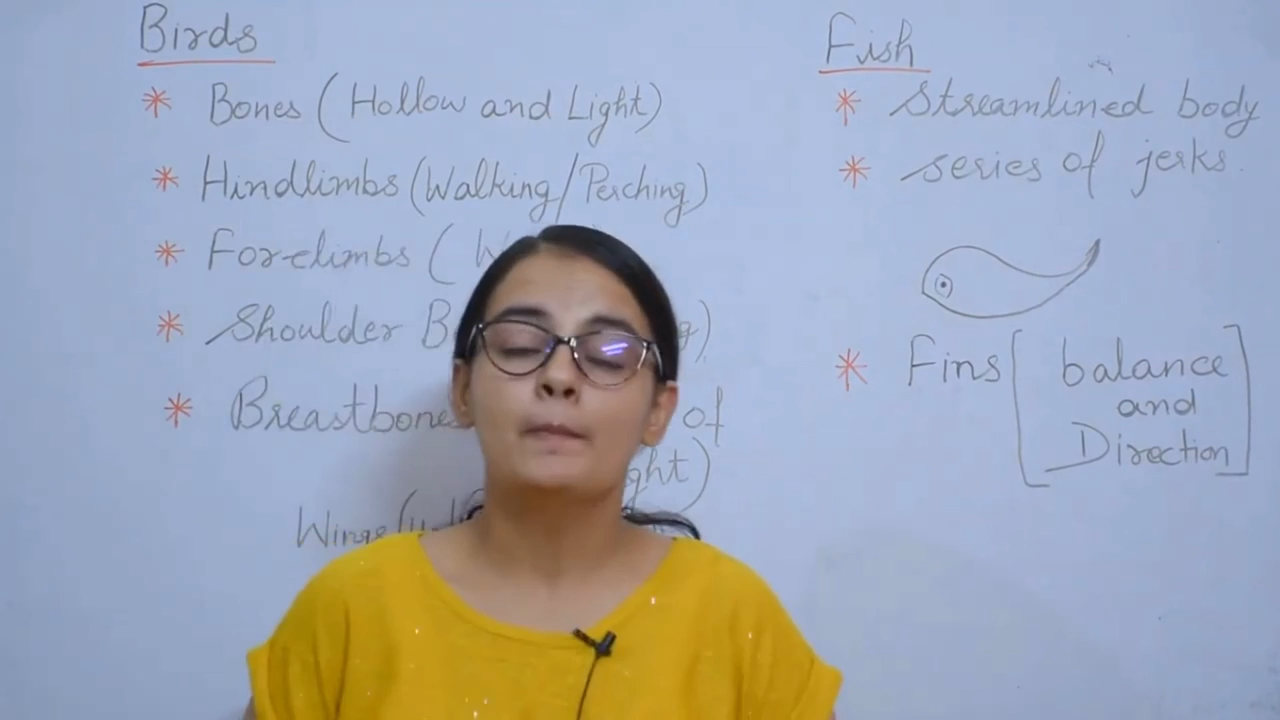 Birds
* Bones (Hollow and Light)
* Hindlimbs (Walking/Perching)
* Forelimbs (W
* Shoulder B
* Breastbone of
ght)
Wings
Fish
* Streamlined body
* series of jerks.
* Fins [balance
and
Direction]